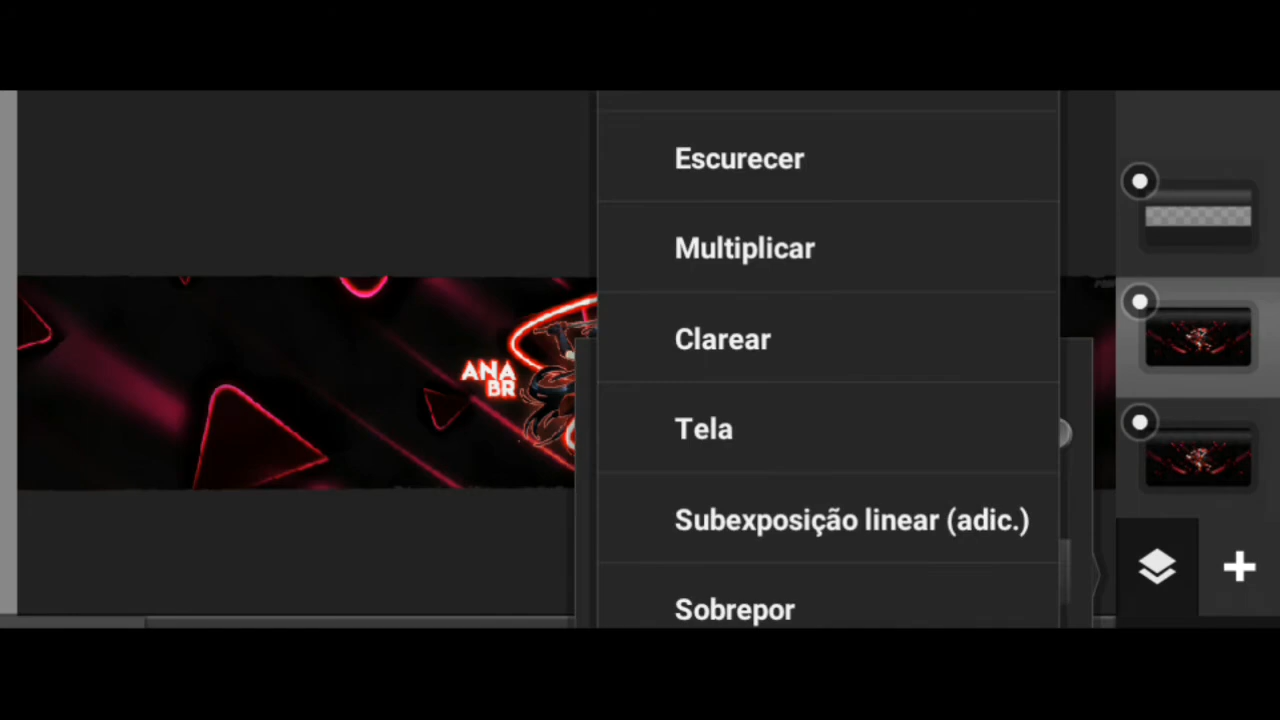 Escurecer
Multiplicar
Clarear
Tela
Subexposição linear (adic.)
Sobrepor
ANA
BR